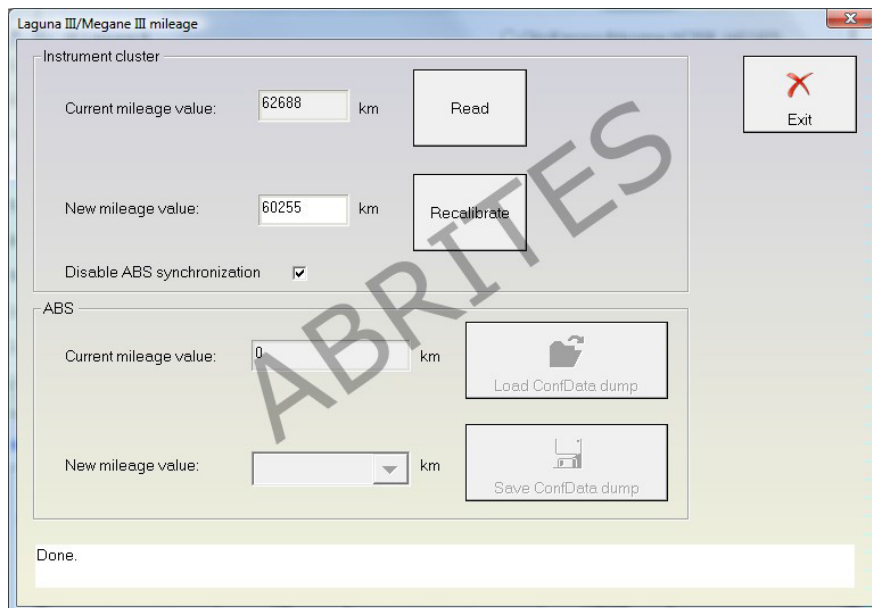 Laguna III/Megane III mileage
Instrument cluster
Current mileage value: 62688 km Read
Exit
New mileage value: 60255 km Recalibrate
Disable ABS synchronization
ABS
Current mileage value: 0 km Load ConfData dump
New mileage value: km Save ConfData dump
Done.
ABRITES